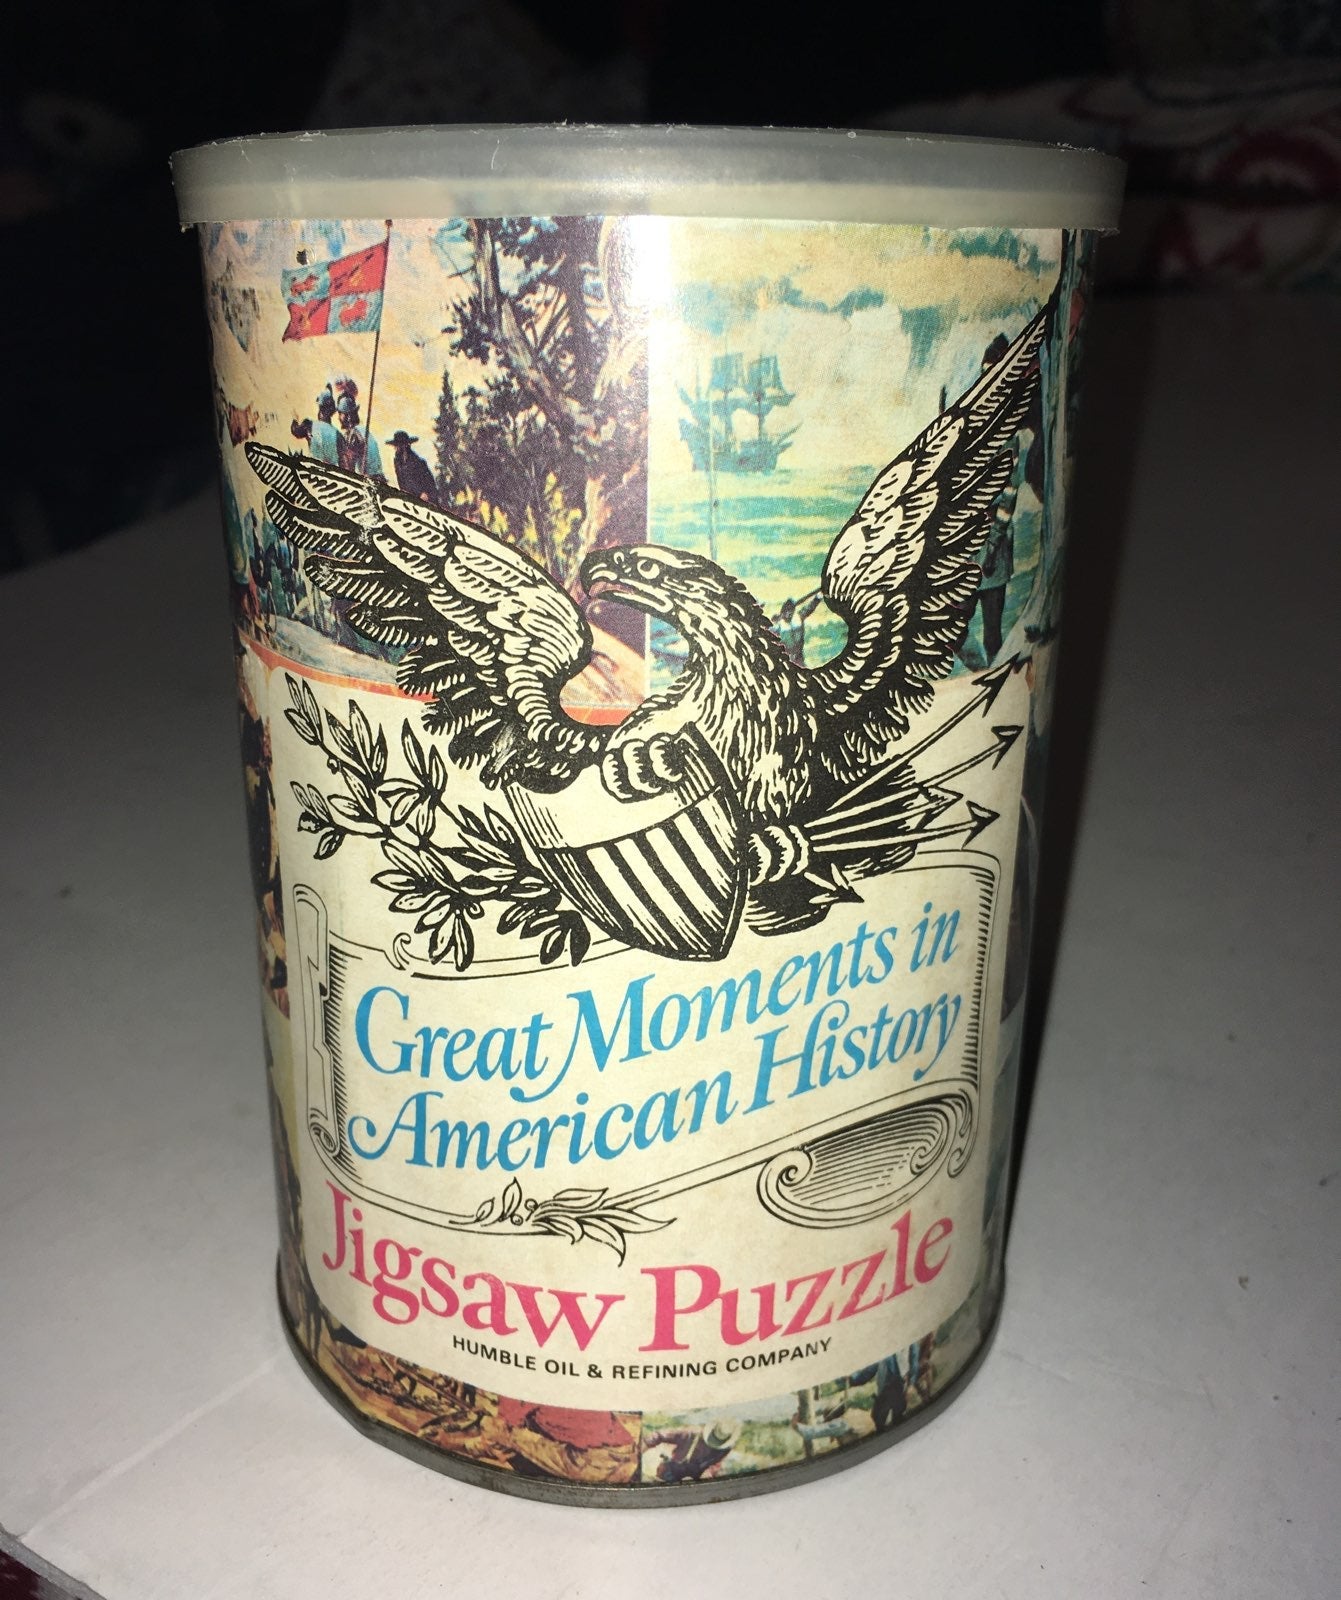 Great Moments in
American History
Jigsaw Puzzle
HUMBLE OIL & REFINING COMPANY